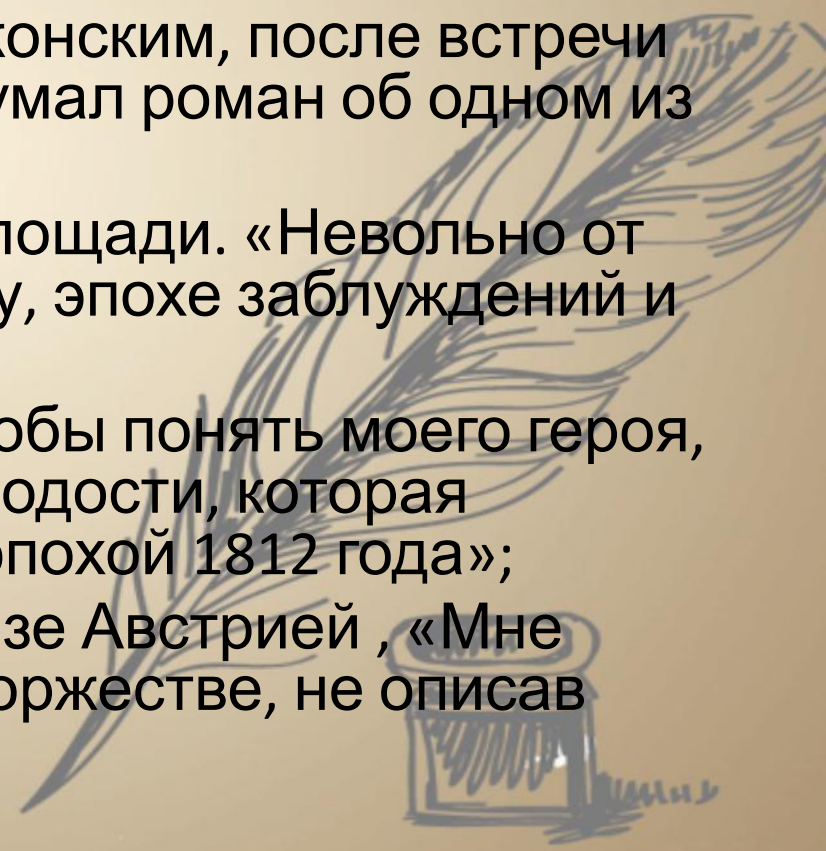 конским, после встречи
умал роман об одном из
лощади. «Невольно от
у, эпохе заблуждений и
обы понять моего героя,
одости, которая
эпохой 1812 года»;
зе Австрией , «Мне
оржестве, не описав